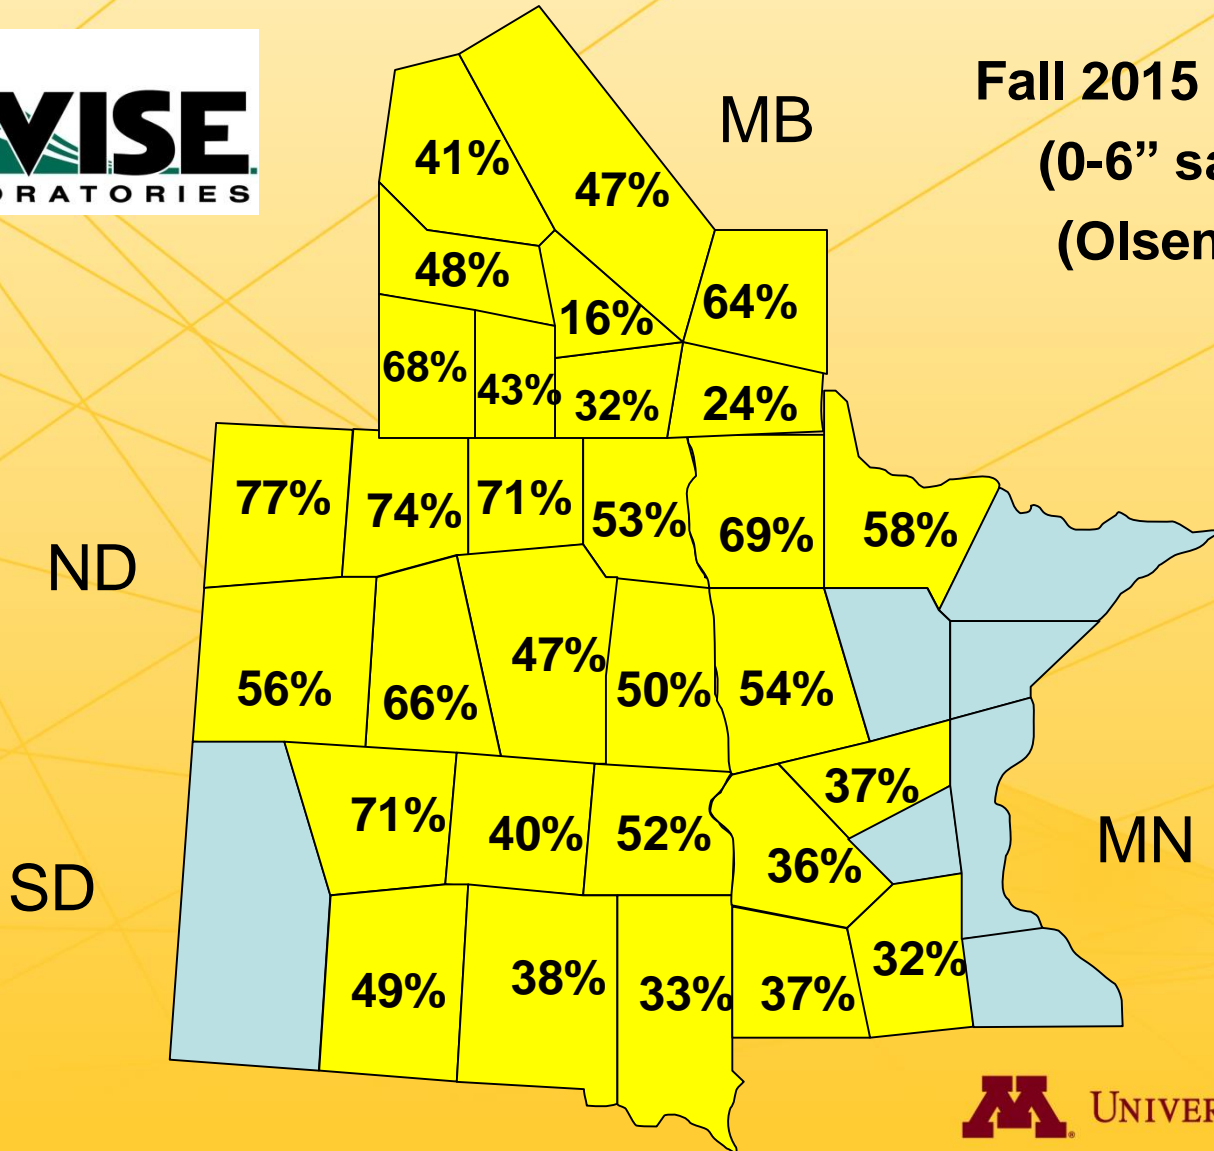 VISE
ORATORIES
MB
Fall 2015
(0-6” sa
(Olsen
41%
47%
48%
16%
64%
68%
43%
32%
24%
77%
74%
71%
53%
69%
58%
ND
56%
66%
47%
50%
54%
71%
40%
52%
37%
36%
MN
SD
49%
38%
33%
37%
32%
M
UNIVER